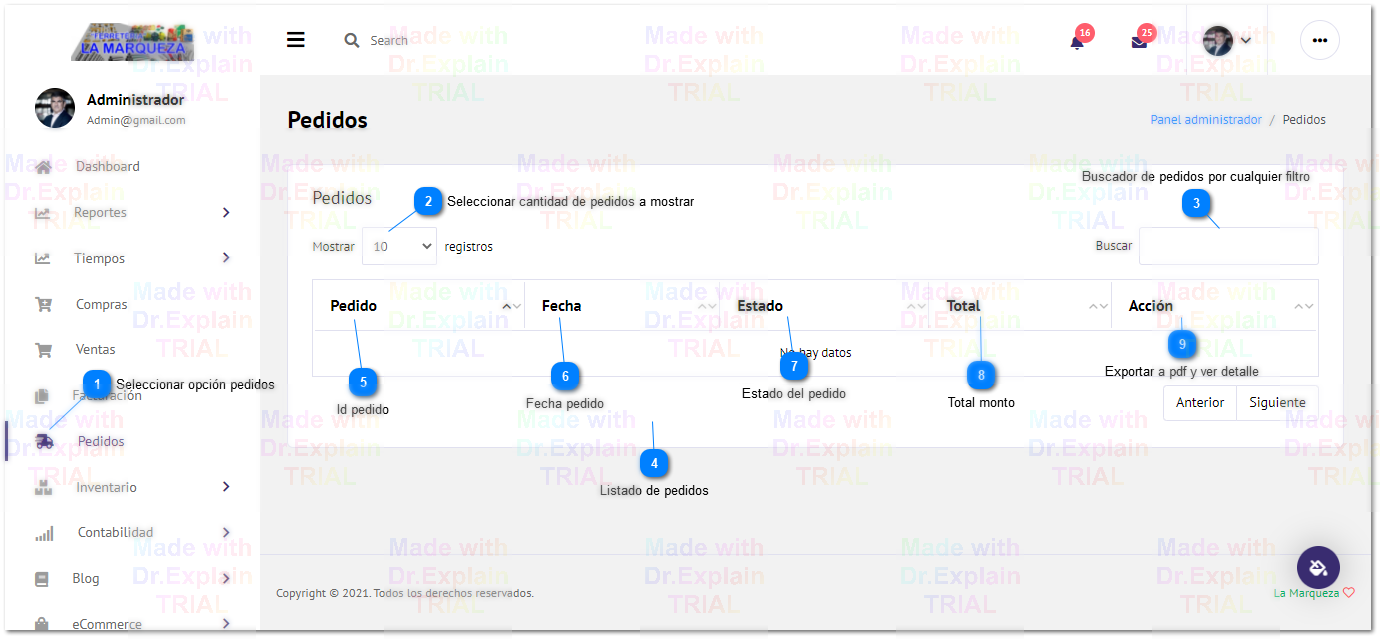 FERRETERIA
LA MARQUEZA
Search
16
25
Administrador
Admin@gmail.com
Dashboard
Reportes
Tiempos
Compras
Ventas
Facturación
Pedidos
Inventario
Contabilidad
Blog
eCommerce
1 Seleccionar opción pedidos
Pedidos
Panel administrador / Pedidos
Pedidos
2 Seleccionar cantidad de pedidos a mostrar
Buscador de pedidos por cualquier filtro
3
Mostrar 10 registros
Buscar
Pedido Fecha Estado Total Acción
No hay datos
5
Id pedido
6
Fecha pedido
7
Estado del pedido
8
Total monto
9
Exportar a pdf y ver detalle
Anterior Siguiente
4
Listado de pedidos
Copyright © 2021. Todos los derechos reservados.
La Marqueza
Made with
Dr.Explain
TRIAL